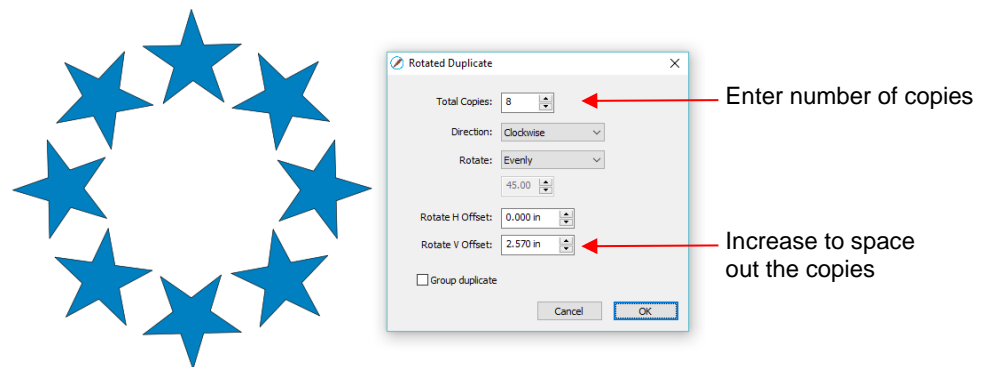 Rotated Duplicate
Total Copies: 8
Enter number of copies
Direction: Clockwise
Rotate: Evenly
45.00
Rotate H Offset: 0.000 in
Rotate V Offset: 2.570 in
Increase to space
out the copies
Group duplicate
Cancel OK